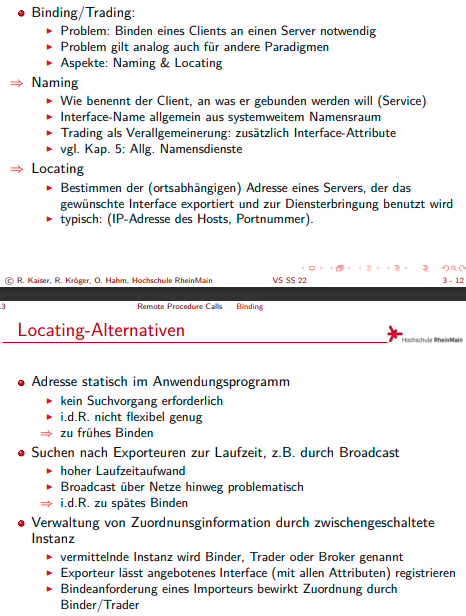 Binding/Trading:
Problem: Binden eines Clients an einen Server notwendig
Problem gilt analog auch für andere Paradigmen
Aspekte: Naming & Locating
⇒ Naming
Wie benennt der Client, an was er gebunden werden will (Service)
Interface-Name allgemein aus systemweitem Namensraum
Trading als Verallgemeinerung: zusätzlich Interface-Attribute
vgl. Kap. 5: Allg. Namensdienste
⇒ Locating
Bestimmen der (ortsabhängigen) Adresse eines Servers, der das
gewünschte Interface exportiert und zur Diensterbringung benutzt wird
typisch: (IP-Adresse des Hosts, Portnummer).
© R. Kaiser, R. Kröger, O. Hahm, Hochschule RheinMain VS SS 22 3 - 12
.3 Remote Procedure Calls Binding
Locating-Alternativen
Hochschule RheinMain
Adresse statisch im Anwendungsprogramm
kein Suchvorgang erforderlich
i.d.R. nicht flexibel genug
⇒ zu frühes Binden
Suchen nach Exporteuren zur Laufzeit, z.B. durch Broadcast
hoher Laufzeitaufwand
Broadcast über Netze hinweg problematisch
⇒ i.d.R. zu spätes Binden
Verwaltung von Zuordnunsginformation durch zwischengeschaltete
Instanz
vermittelnde Instanz wird Binder, Trader oder Broker genannt
Exporteur lässt angebotenes Interface (mit allen Attributen) registrieren
Bindeanforderung eines Importeurs bewirkt Zuordnung durch
Binder/Trader